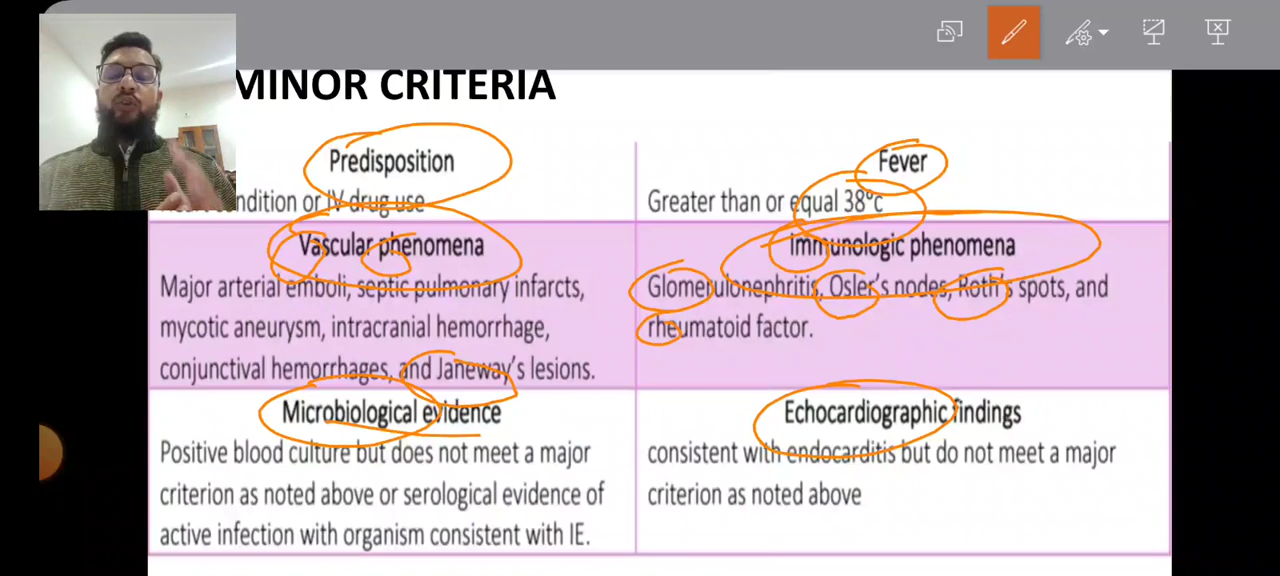 MINOR CRITERIA
Predisposition
condition or IV drug use
Fever
Greater than or equal 38ºc
Vascular phenomena
Major arterial emboli, septic pulmonary infarcts,
mycotic aneurysm, intracranial hemorrhage,
conjunctival hemorrhages, and Janeway's lesions.
immunologic phenomena
Glomerulonephritis, Osler's nodes, Roth's spots, and
rheumatoid factor.
Microbiological evidence
Positive blood culture but does not meet a major
criterion as noted above or serological evidence of
active infection with organism consistent with IE.
Echocardiographic findings
consistent with endocarditis but do not meet a major
criterion as noted above